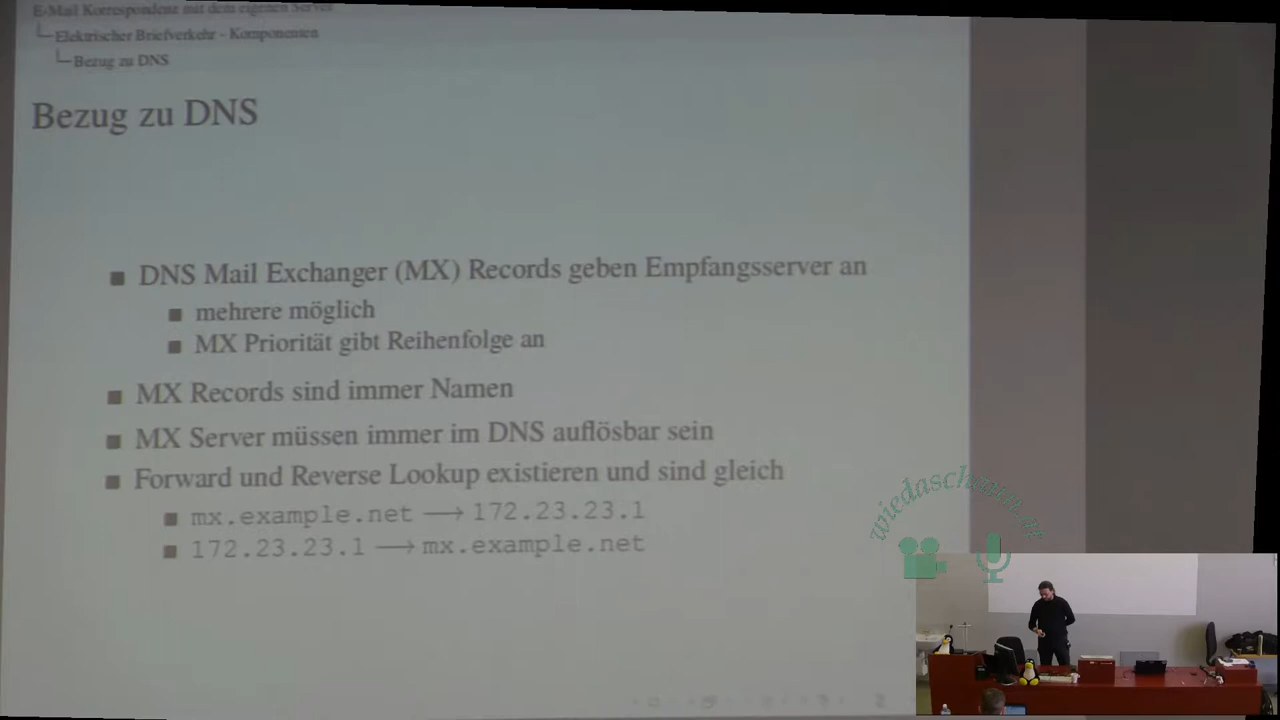 E-Mail Korrespondenz mit dem eigenen Server
Elektrischer Briefverkehr - Komponenten
Bezug zu DNS
Bezug zu DNS
DNS Mail Exchanger (MX) Records geben Empfangsserver an
mehrere möglich
MX Priorität gibt Reihenfolge an
MX Records sind immer Namen
MX Server müssen immer im DNS auflösbar sein
Forward und Reverse Lookup existieren und sind gleich
mx.example.net → 172.23.23.1
172.23.23.1 → mx.example.net
wiedaschaun.at